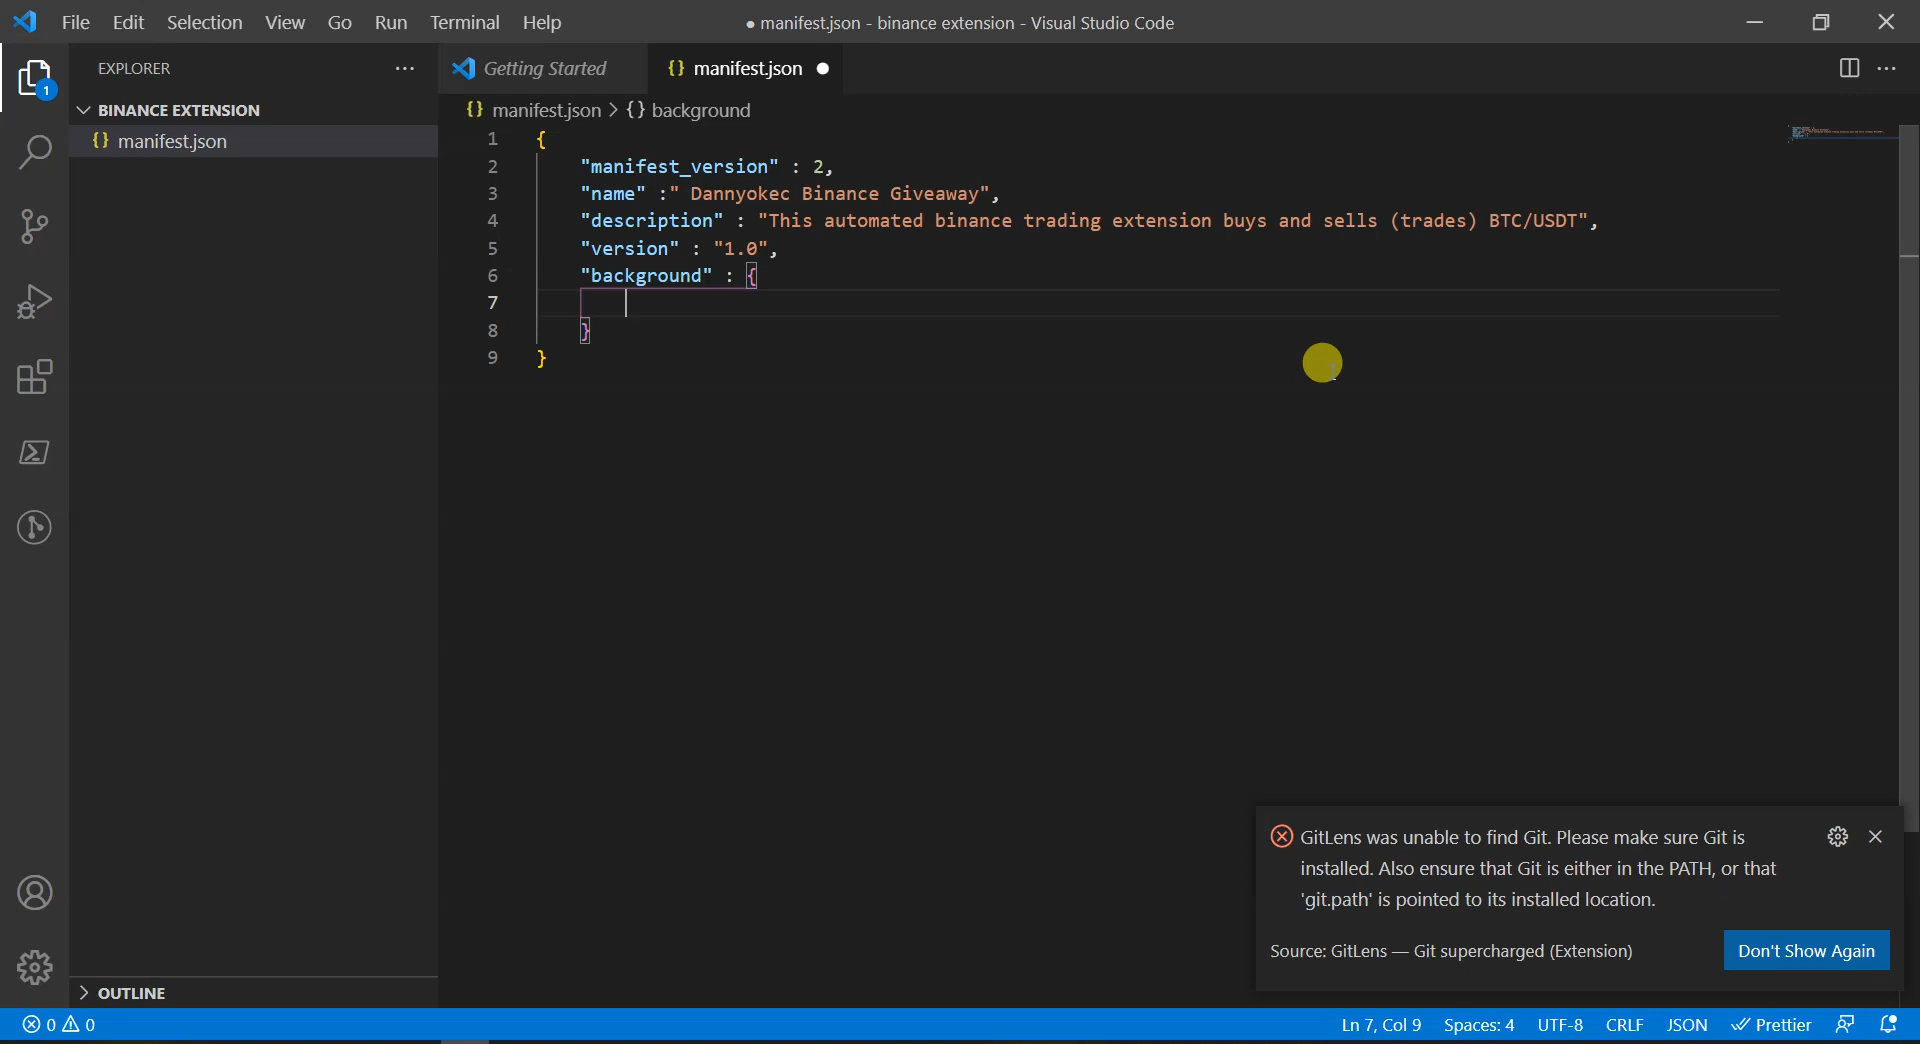 File Edit Selection View Go Run Terminal Help
● manifest.json - binance extension - Visual Studio Code
EXPLORER
Getting Started
{} manifest.json
1
BINANCE EXTENSION
{} manifest.json > {} background
{} manifest.json
1 {
2 "manifest_version" : 2,
3 "name" :" Dannyokec Binance Giveaway",
4 "description" : "This automated binance trading extension buys and sells (trades) BTC/USDT",
5 "version" : "1.0",
6 "background" : {
7
8 }
9 }
GitLens was unable to find Git. Please make sure Git is
installed. Also ensure that Git is either in the PATH, or that
'git.path' is pointed to its installed location.
Source: GitLens — Git supercharged (Extension)
Don't Show Again
OUTLINE
0 0
Ln 7, Col 9 Spaces: 4 UTF-8 CRLF JSON Prettier